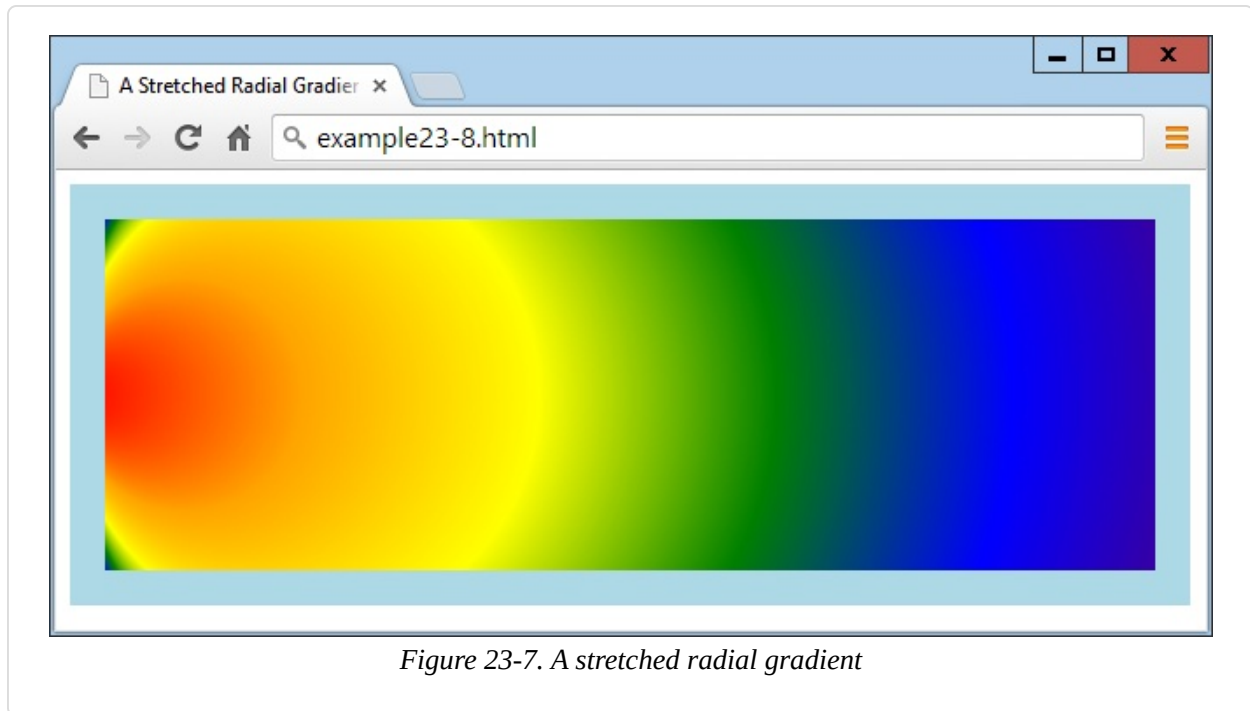 A Stretched Radial Gradier
example23-8.html
Figure 23-7. A stretched radial gradient